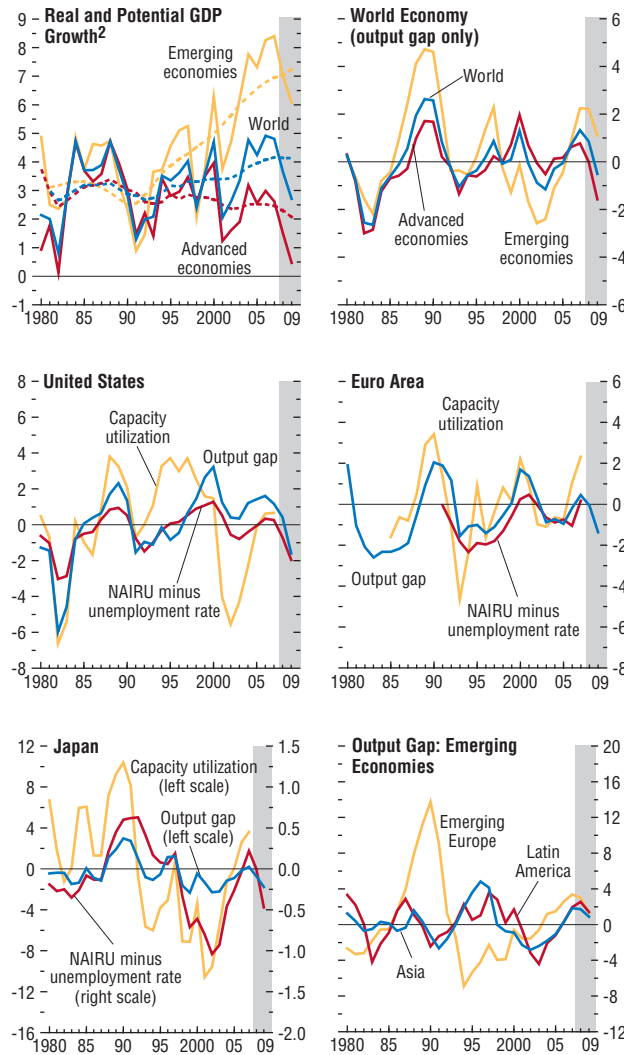 Real and Potential GDP
Growth2
Emerging
economies
World
Advanced
economies
9
8
7
6
5
4
3
2
1
0
-1
1980 85 90 95 2000 05 09
World Economy
(output gap only)
World
Advanced
economies
Emerging
economies
6
4
2
0
-2
-4
-6
1980 85 90 95 2000 05 09
United States
Capacity
utilization
Output gap
NAIRU minus
unemployment rate
8
6
4
2
0
-2
-4
-6
-8
1980 85 90 95 2000 05 09
Euro Area
Capacity
utilization
Output gap
NAIRU minus
unemployment rate
6
4
2
0
-2
-4
-6
-8
1980 85 90 95 2000 05 09
Japan
Capacity utilization
(left scale)
Output gap
(left scale)
NAIRU minus
unemployment rate
(right scale)
12
8
4
0
-4
-8
-12
-16
1.5
1.0
0.5
0.0
-0.5
-1.0
-1.5
-2.0
1980 85 90 95 2000 05 09
Output Gap: Emerging
Economies
Emerging
Europe
Latin
America
Asia
20
16
12
8
4
0
-4
-8
-12
1980 85 90 95 2000 05 09